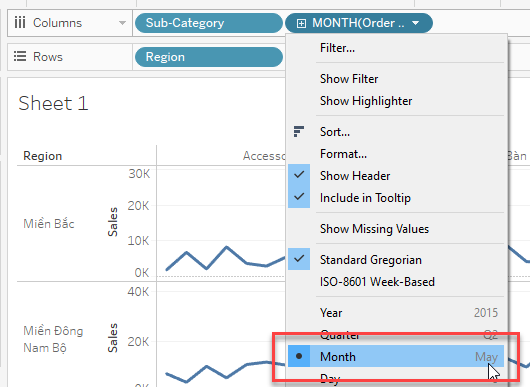 Columns
Sub-Category
MONTH(Order ..
Rows
Region
Filter...
Show Filter
Show Highlighter
Sort...
Format...
Show Header
Include in Tooltip
Show Missing Values
Standard Gregorian
ISO-8601 Week-Based
Year 2015
Quarter Q2
Month May
Day
Sheet 1
Region
Accesso
Bàn
30K
20K
10K
0K
Sales
Miền Bắc
40K
20K
0K
Sales
Miền Đông
Nam Bộ